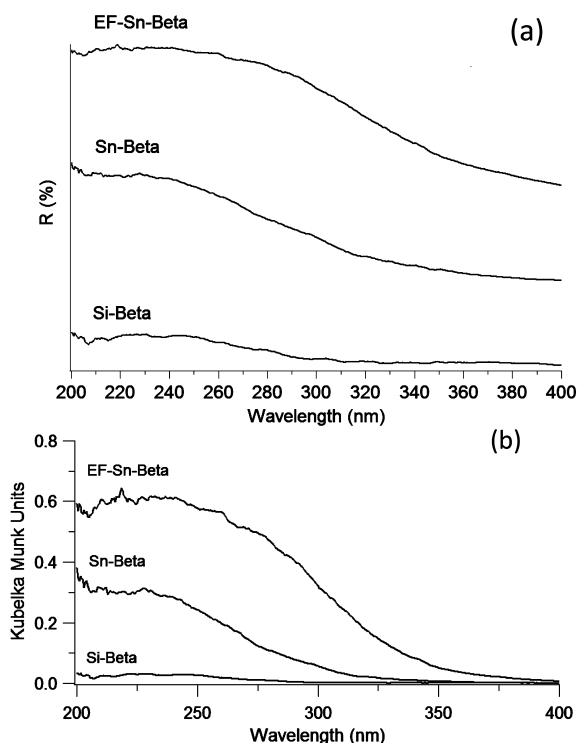 (a)
EF-Sn-Beta
Sn-Beta
Si-Beta
R (%)
200 220 240 260 280 300 320 340 360 380 400
Wavelength (nm)
(b)
0.8
0.6
0.4
0.2
0.0
Kubelka Munk Units
EF-Sn-Beta
Sn-Beta
Si-Beta
200 250 300 350 400
Wavelength (nm)